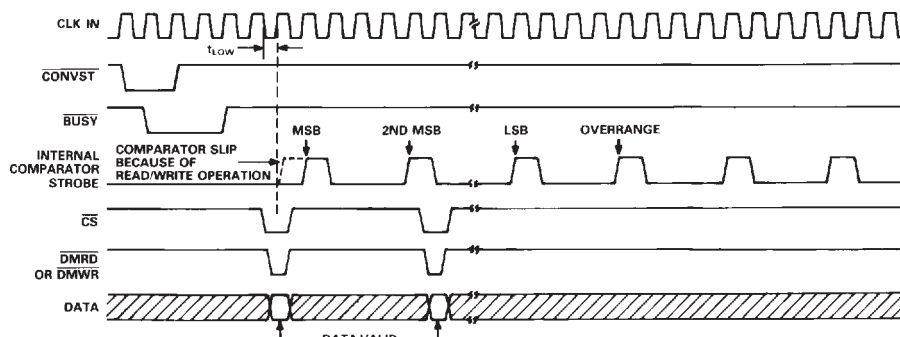 CLK IN
tLOW
CONVST
BUSY
MSB
2ND MSB
LSB
OVERRANGE
INTERNAL
COMPARATOR
STROBE
COMPARATOR SLIP
BECAUSE OF
READ/WRITE OPERATION
CS
DMRD
OR DMWR
DATA
DATA VALID